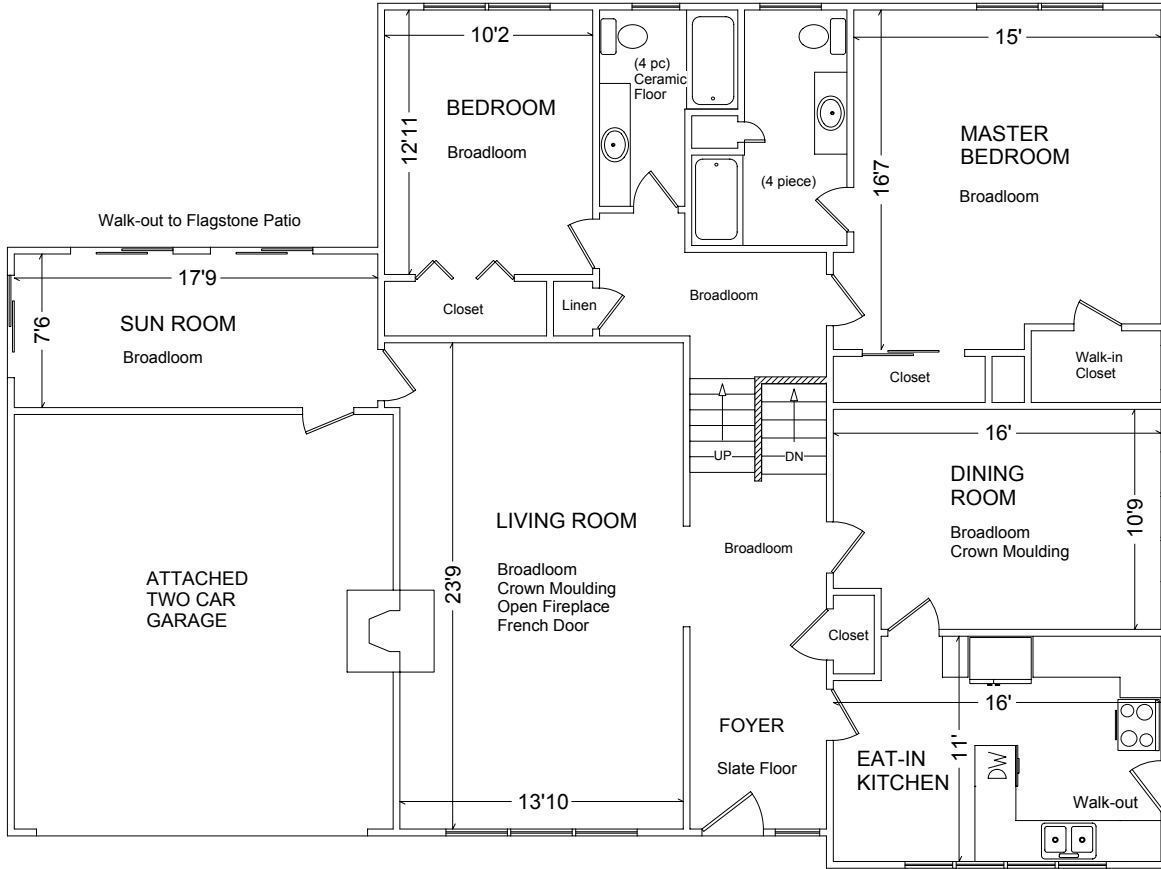 10'2
15'
(4 pc)
Ceramic
Floor
BEDROOM
Broadloom
12'11
MASTER
BEDROOM
Broadloom
16'7
(4 piece)
Walk-out to Flagstone Patio
17'9
7'6
SUN ROOM
Broadloom
Closet
Linen
Broadloom
Walk-in
Closet
Closet
UP
DN
16'
DINING
ROOM
Broadloom
Crown Moulding
10'9
LIVING ROOM
Broadloom
Crown Moulding
Open Fireplace
French Door
23'9
13'10
Broadloom
ATTACHED
TWO CAR
GARAGE
Closet
FOYER
Slate Floor
16'
11'
EAT-IN
KITCHEN
DW
Walk-out